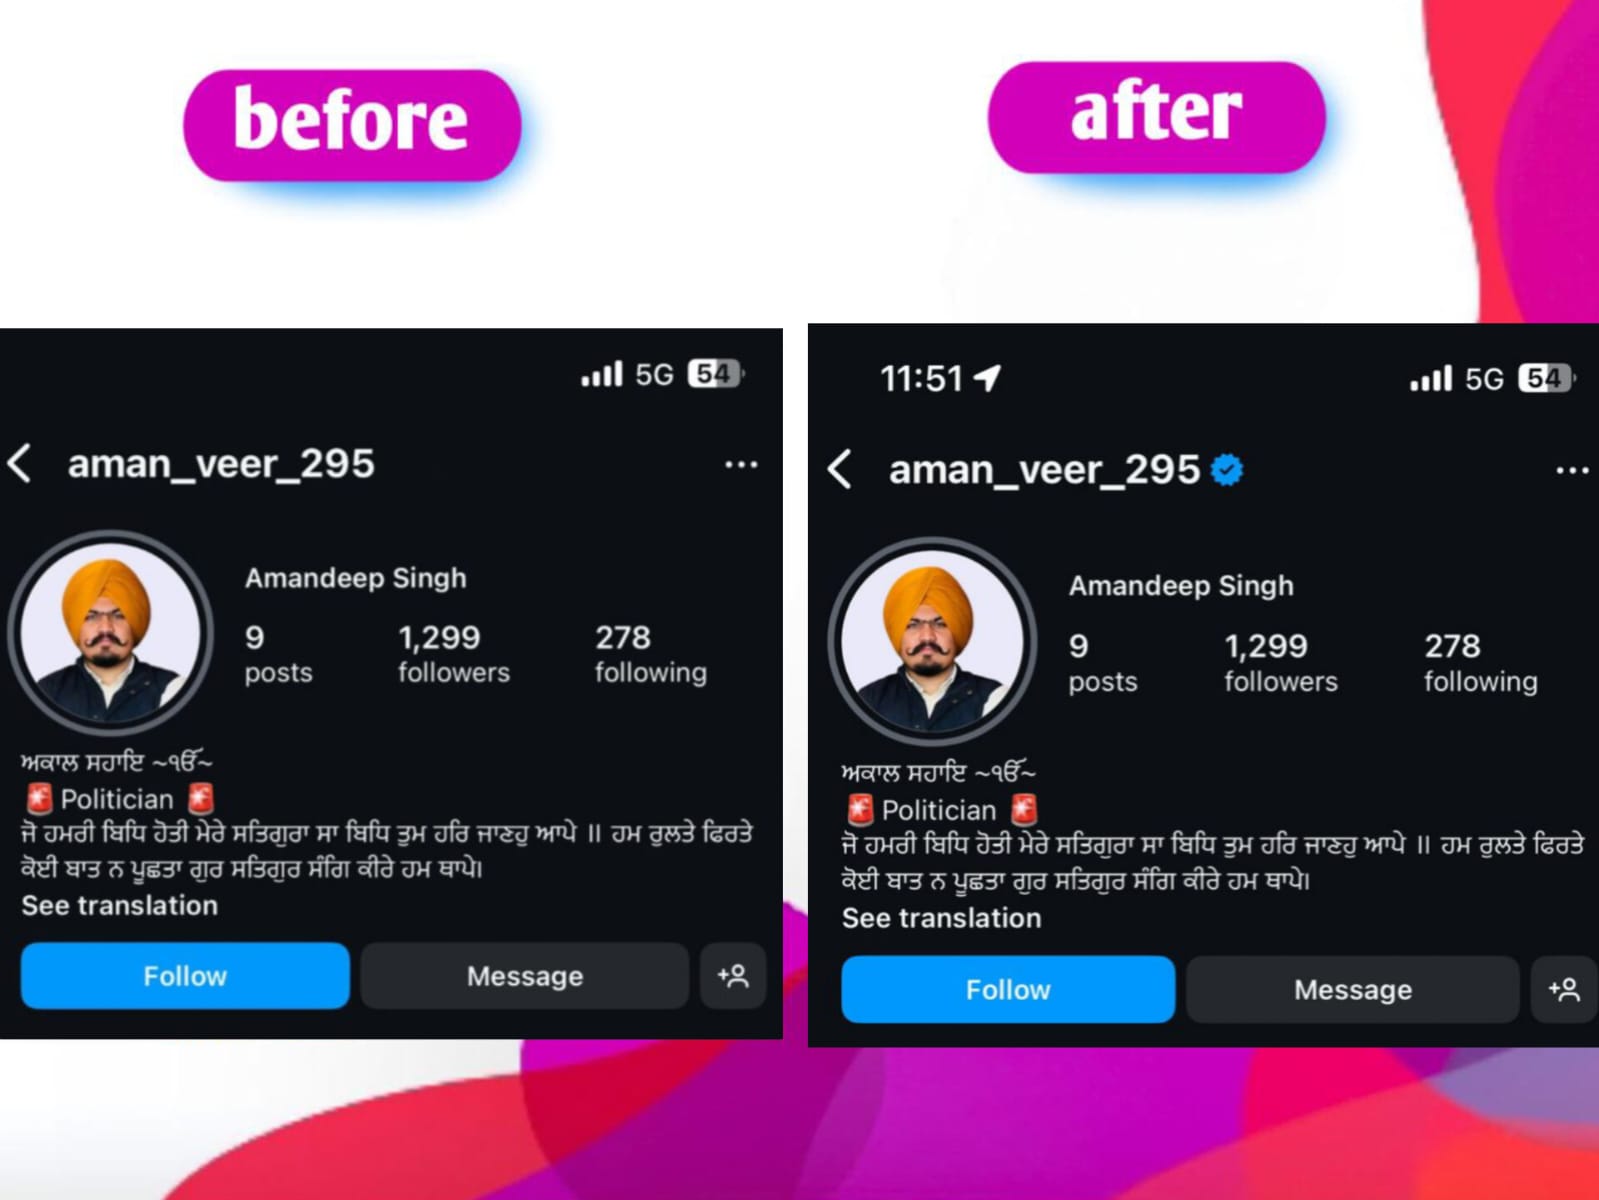 before
after
5G 54
aman_veer_295
Amandeep Singh
9 1,299 278
posts followers following
ਅਕਾਲ ਸਹਾਇ ~ੴ~
🚨 Politician 🚨
ਜੋ ਹਮਰੀ ਬਿਧਿ ਹੋਤੀ ਮੇਰੇ ਸਤਿਗੁਰਾ ਸਾ ਬਿਧਿ ਤੁਮ ਹਰਿ ਜਾਣਹੁ ਆਪੇ ॥ ਹਮ ਰੁਲਤੇ ਫਿਰਤੇ
ਕੋਈ ਬਾਤ ਨ ਪੂਛਤਾ ਗੁਰ ਸਤਿਗੁਰ ਸੰਗਿ ਕੀਰੇ ਹਮ ਥਾਪੇ।
See translation
Follow Message
11:51 5G 54
aman_veer_295
Amandeep Singh
9 1,299 278
posts followers following
ਅਕਾਲ ਸਹਾਇ ~ੴ~
🚨 Politician 🚨
ਜੋ ਹਮਰੀ ਬਿਧਿ ਹੋਤੀ ਮੇਰੇ ਸਤਿਗੁਰਾ ਸਾ ਬਿਧਿ ਤੁਮ ਹਰਿ ਜਾਣਹੁ ਆਪੇ ॥ ਹਮ ਰੁਲਤੇ ਫਿਰਤੇ
ਕੋਈ ਬਾਤ ਨ ਪੂਛਤਾ ਗੁਰ ਸਤਿਗੁਰ ਸੰਗਿ ਕੀਰੇ ਹਮ ਥਾਪੇ।
See translation
Follow Message